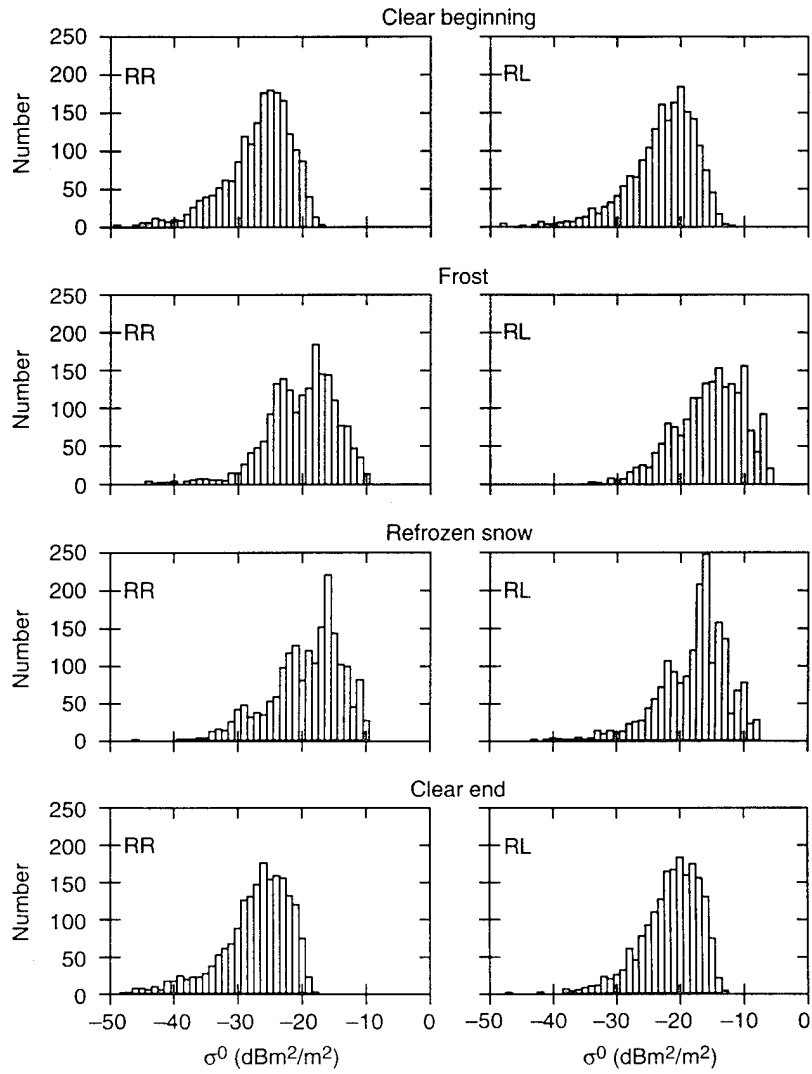 Clear beginning
250
200
150
100
50
0
Number
RR
RL
Frost
250
200
150
100
50
0
Number
RR
RL
Refrozen snow
250
200
150
100
50
0
Number
RR
RL
Clear end
250
200
150
100
50
0
Number
RR
RL
−50 −40 −30 −20 −10 0
−50 −40 −30 −20 −10 0
σ⁰ (dBm²/m²)
σ⁰ (dBm²/m²)